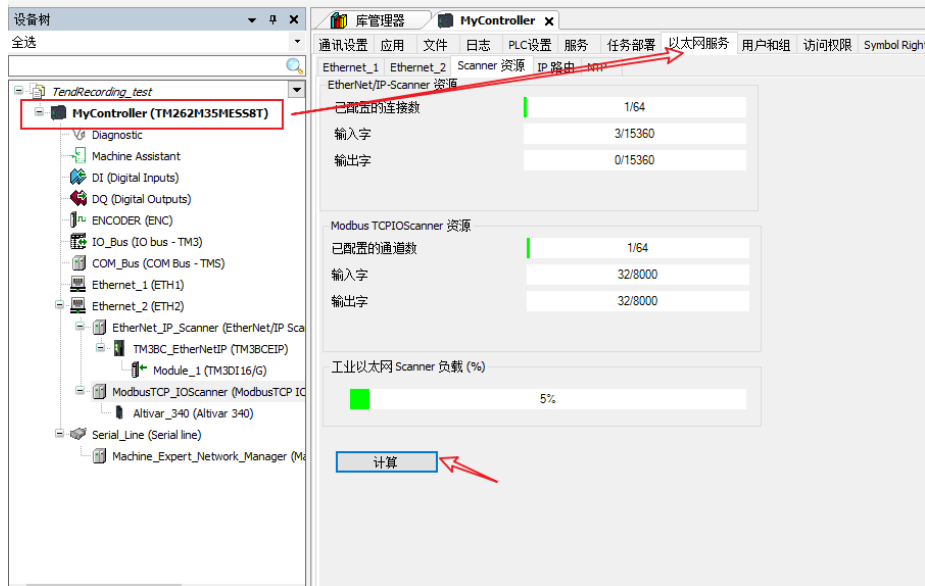 设备树
全选
TendRecording_test
MyController (TM262M35MESS8T)
Diagnostic
Machine Assistant
DI (Digital Inputs)
DQ (Digital Outputs)
ENCODER (ENC)
IO_Bus (IO bus - TM3)
COM_Bus (COM Bus - TMS)
Ethernet_1 (ETH1)
Ethernet_2 (ETH2)
EtherNet_IP_Scanner (EtherNet/IP Sca
TM3BC_EtherNetIP (TM3BCEIP)
Module_1 (TM3DI16/G)
ModbusTCP_IOScanner (ModbusTCP IO
Altivar_340 (Altivar 340)
Serial_Line (Serial line)
Machine_Expert_Network_Manager (Ma
库管理器 MyController
通讯设置 应用 文件 日志 PLC设置 服务 任务部署 以太网服务 用户和组 访问权限 Symbol Right
Ethernet_1 Ethernet_2 Scanner 资源 IP 路由
EtherNet/IP-Scanner 资源
已配置的连接数 1/64
输入字 3/15360
输出字 0/15360
Modbus TCPIOScanner 资源
已配置的通道数 1/64
输入字 32/8000
输出字 32/8000
工业以太网 Scanner 负载 (%)
5%
计算